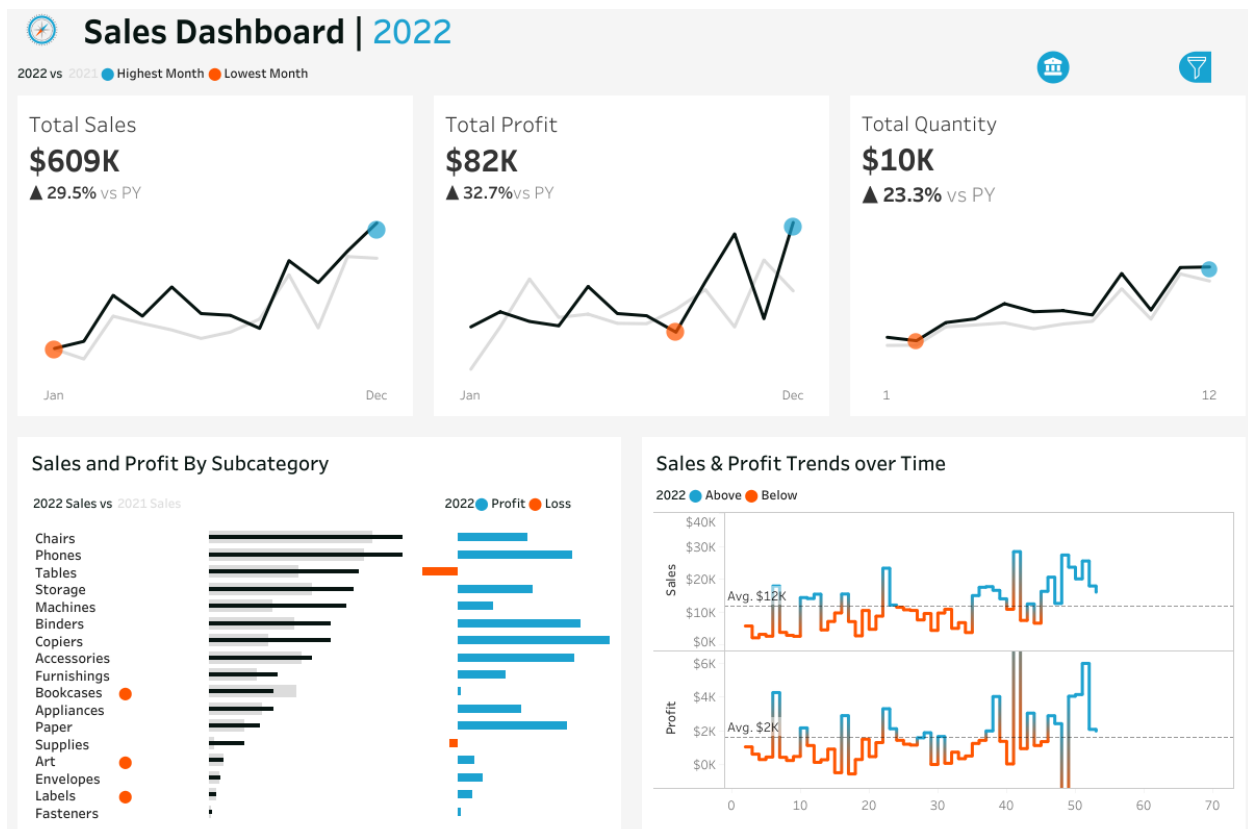 Sales Dashboard | 2022
2022 vs 2021 Highest Month Lowest Month
Total Sales
$609K
▲ 29.5% vs PY
Jan Dec
Total Profit
$82K
▲ 32.7%vs PY
Jan Dec
Total Quantity
$10K
▲ 23.3% vs PY
1 12
Sales and Profit By Subcategory
2022 Sales vs 2021 Sales
2022 Profit Loss
Chairs
Phones
Tables
Storage
Machines
Binders
Copiers
Accessories
Furnishings
Bookcases
Appliances
Paper
Supplies
Art
Envelopes
Labels
Fasteners
Sales & Profit Trends over Time
2022 Above Below
Sales
$40K
$30K
$20K
Avg. $12K
$10K
$0K
Profit
$6K
$4K
Avg. $2K
$2K
$0K
0 10 20 30 40 50 60 70